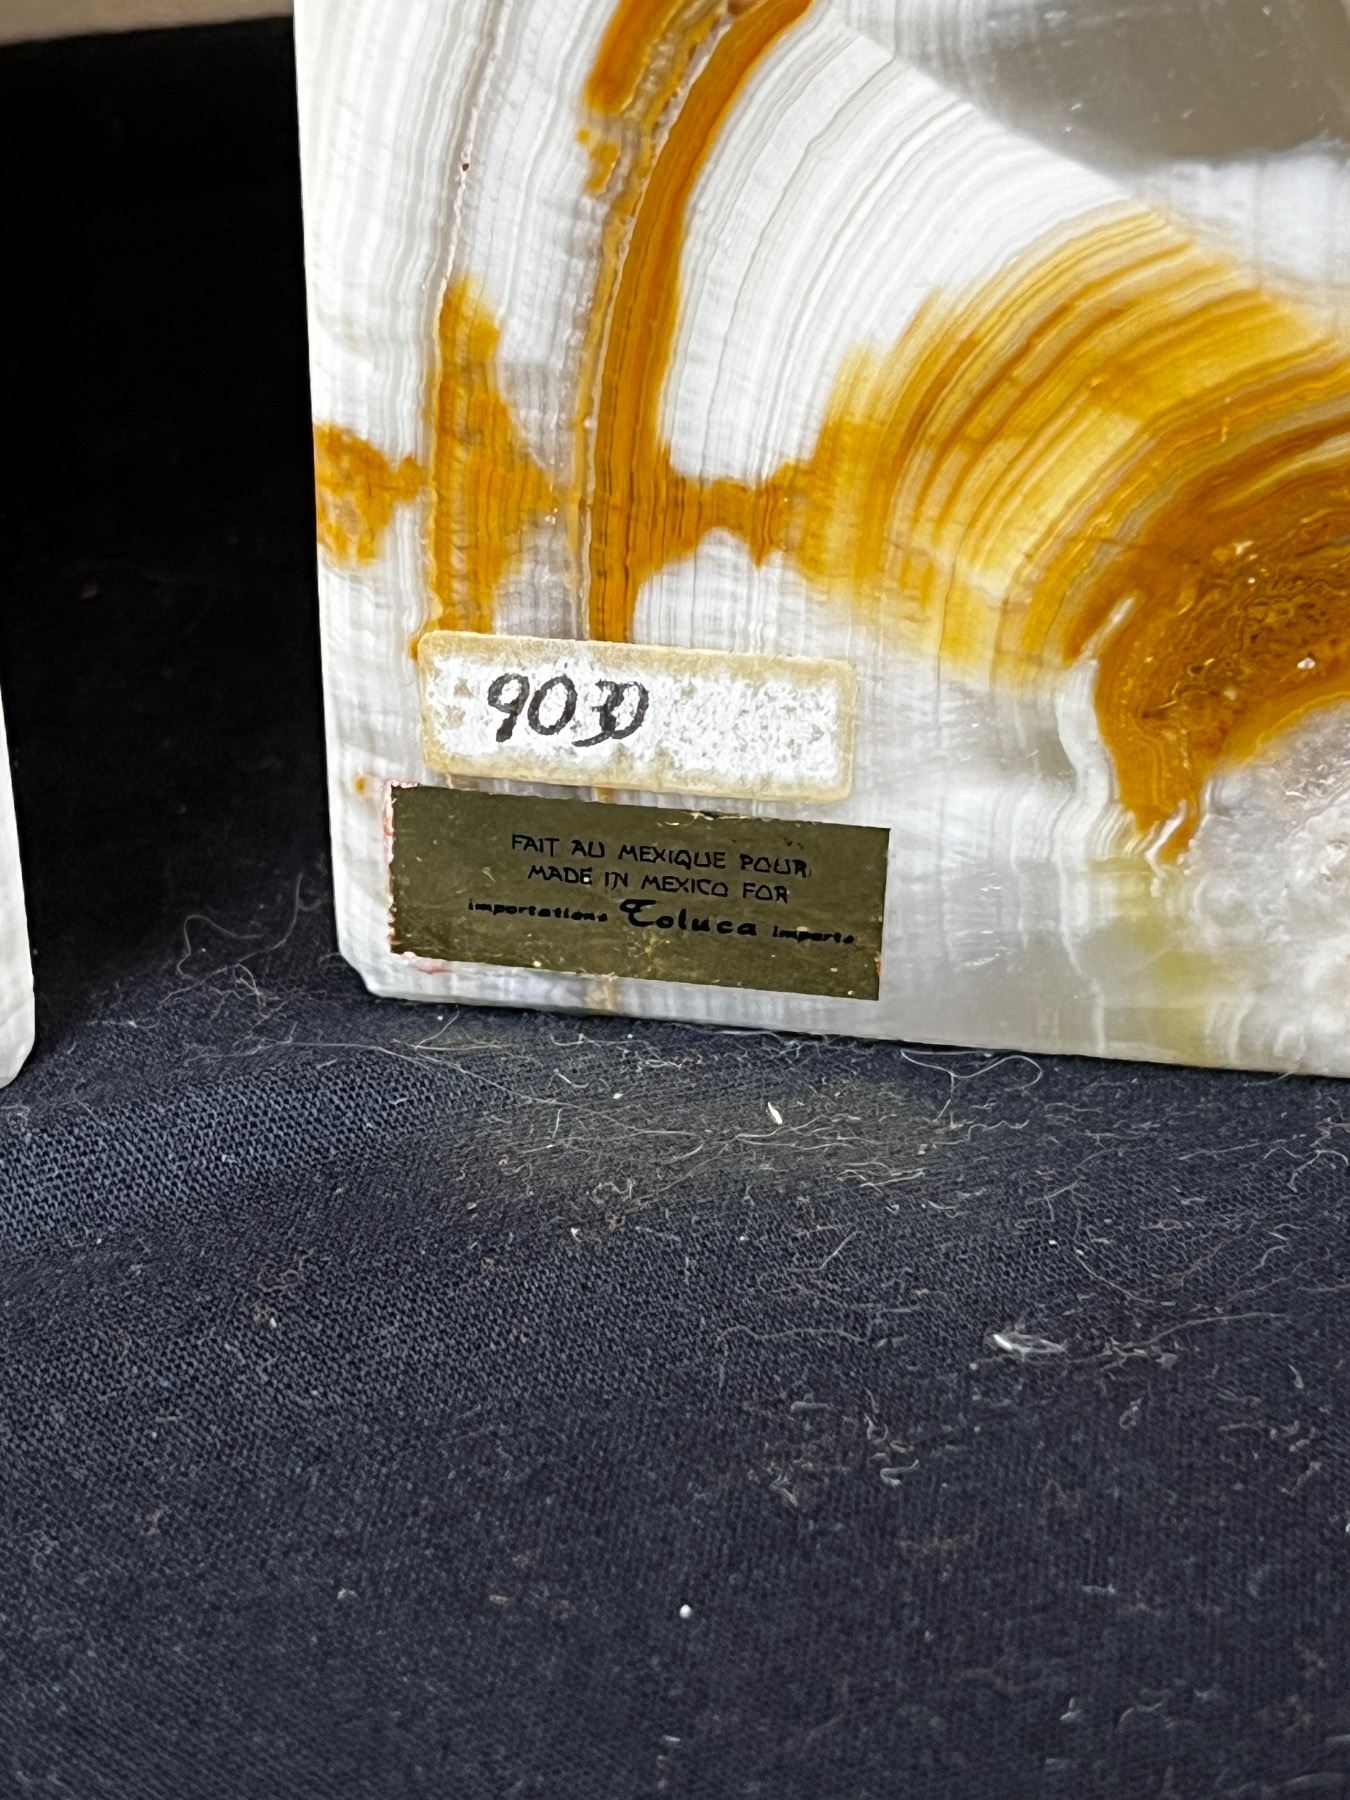 9030
FAIT AU MEXIQUE POUR
MADE IN MEXICO FOR
importations Toluca imports